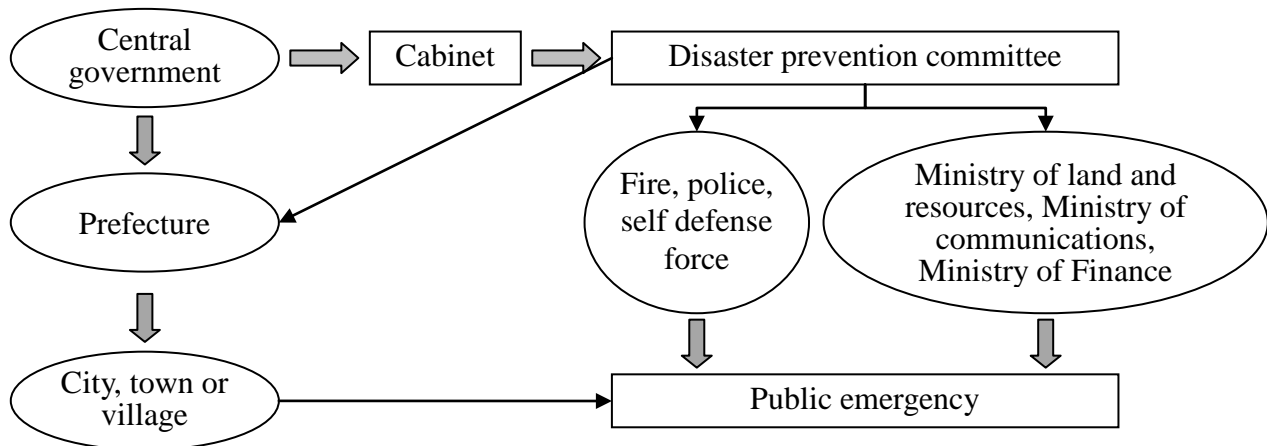 Central
government
Cabinet
Disaster prevention committee
Prefecture
Fire, police,
self defense
force
Ministry of land and
resources, Ministry of
communications,
Ministry of Finance
City, town or
village
Public emergency